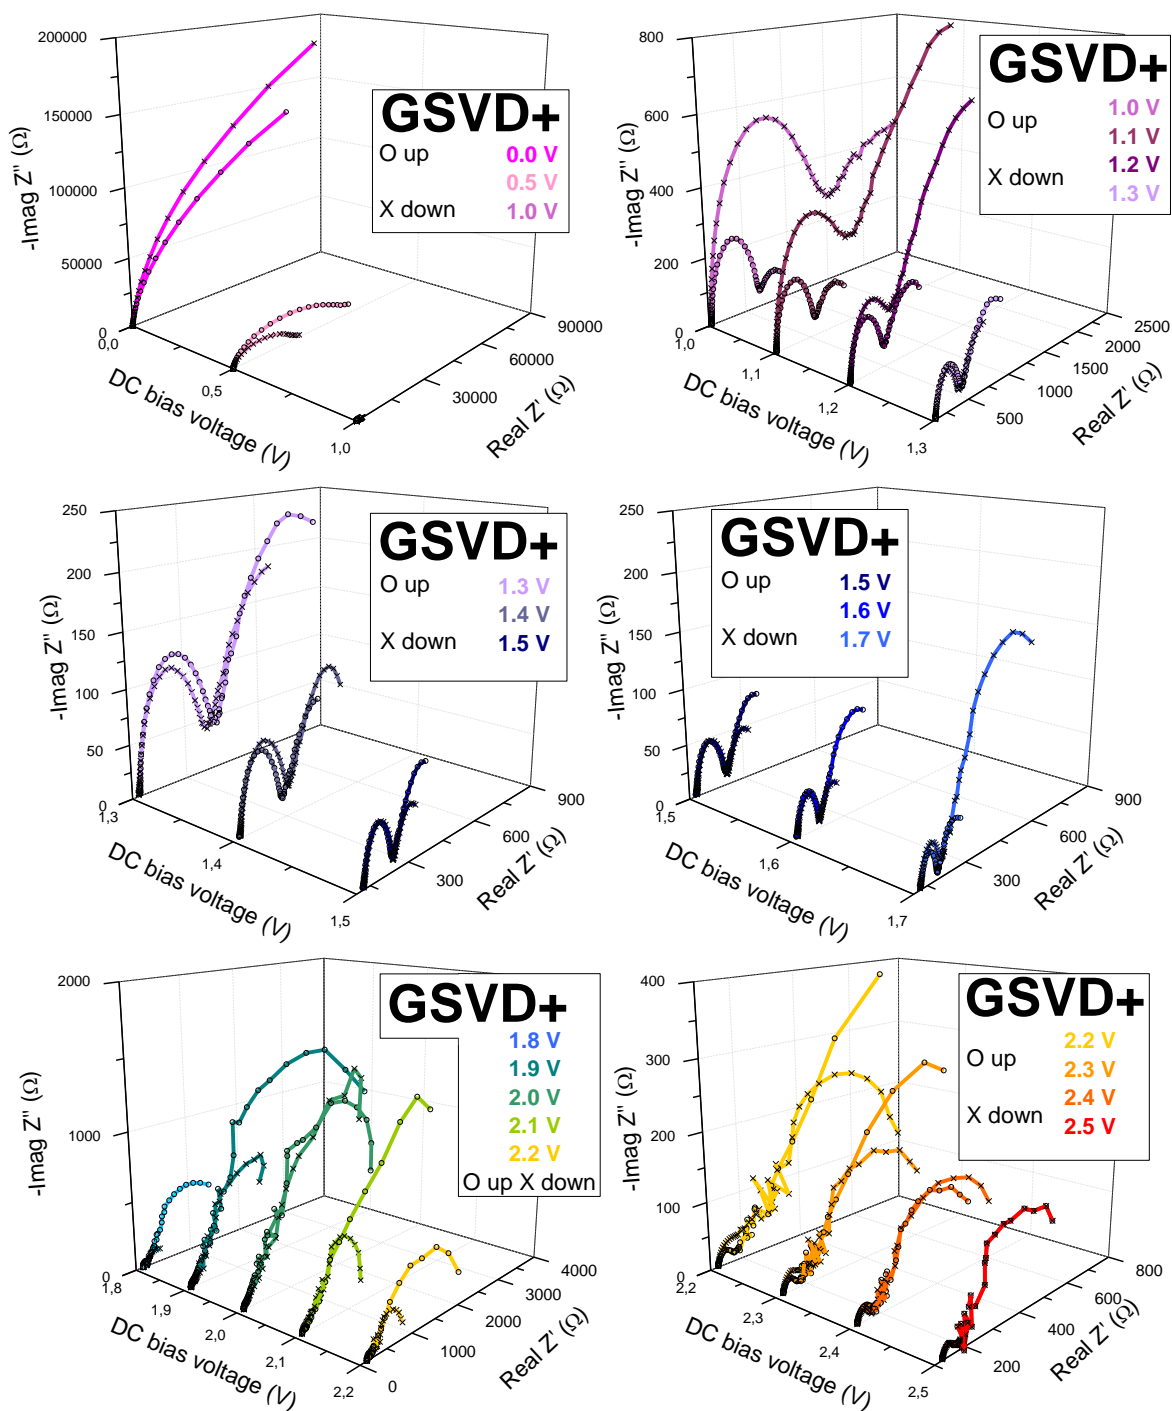 200000
150000
100000
50000
0
-Imag Z" (Ω)
0,0
0,5
1,0
DC bias voltage (V)
30000
60000
90000
Real Z' (Ω)
GSVD+
O up
X down
0.0 V
0.5 V
1.0 V
800
600
400
200
0
-Imag Z" (Ω)
1,0
1,1
1,2
1,3
DC bias voltage (V)
500
1000
1500
2000
2500
Real Z' (Ω)
GSVD+
O up
X down
1.0 V
1.1 V
1.2 V
1.3 V
250
200
150
100
50
0
-Imag Z" (Ω)
1,3
1,4
1,5
DC bias voltage (V)
300
600
900
Real Z' (Ω)
GSVD+
O up
X down
1.3 V
1.4 V
1.5 V
250
200
150
100
50
0
-Imag Z" (Ω)
1,5
1,6
1,7
DC bias voltage (V)
300
600
900
Real Z' (Ω)
GSVD+
O up
X down
1.5 V
1.6 V
1.7 V
2000
1000
0
-Imag Z" (Ω)
1,8
1,9
2,0
2,1
2,2
DC bias voltage (V)
0
1000
2000
3000
4000
Real Z' (Ω)
GSVD+
1.8 V
1.9 V
2.0 V
2.1 V
2.2 V
O up X down
400
300
200
100
0
-Imag Z" (Ω)
2,2
2,3
2,4
2,5
DC bias voltage (V)
200
400
600
800
Real Z' (Ω)
GSVD+
O up
X down
2.2 V
2.3 V
2.4 V
2.5 V